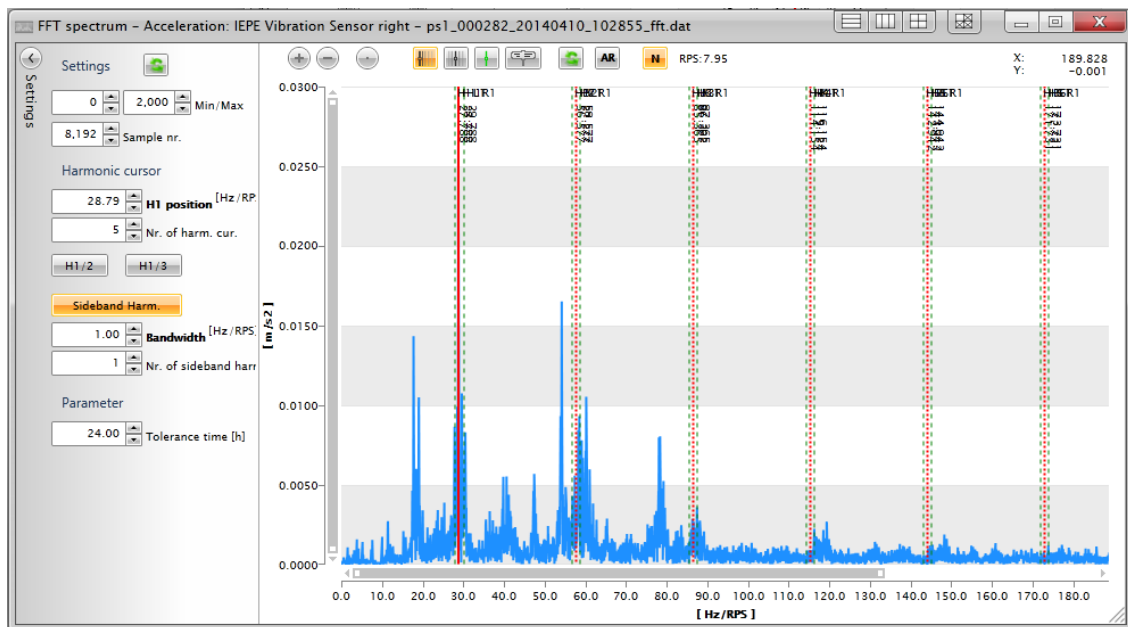 FFT spectrum - Acceleration: IEPE Vibration Sensor right - ps1_000282_20140410_102855_fft.dat
Settings
Settings
0 2,000 Min/Max
8,192 Sample nr.
Harmonic cursor
28.79 H1 position [Hz/RP
5 Nr. of harm. cur.
H1/2 H1/3
Sideband Harm.
1.00 Bandwidth [Hz/RPS]
1 Nr. of sideband harr
Parameter
24.00 Tolerance time [h]
AR N RPS:7.95
X: 189.828
Y: -0.001
0.0300
0.0250
0.0200
0.0150
0.0100
0.0050
0.0000
[m/s2]
0.0 10.0 20.0 30.0 40.0 50.0 60.0 70.0 80.0 90.0 100.0 110.0 120.0 130.0 140.0 150.0 160.0 170.0 180.0
[Hz/RPS]